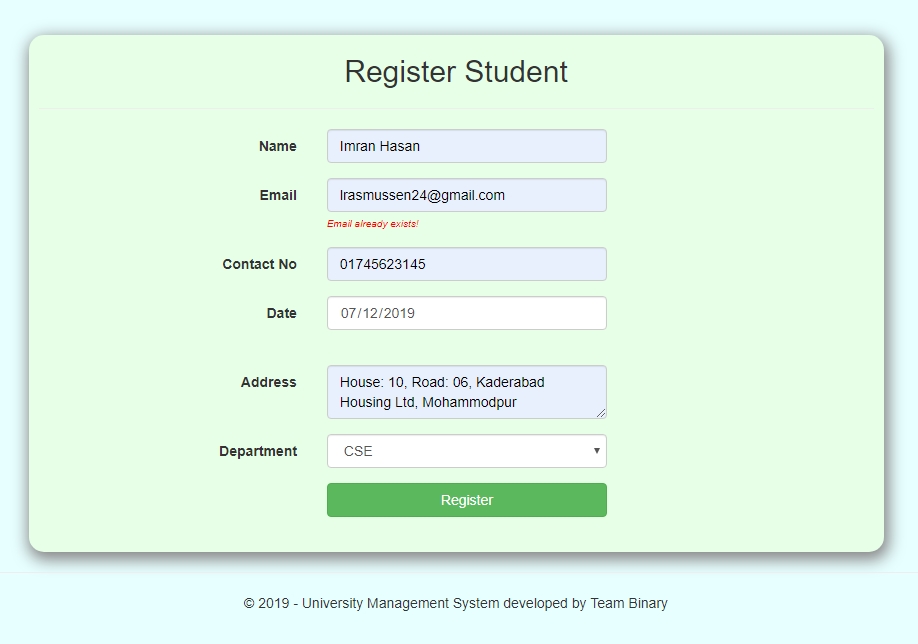 Register Student
Name
Imran Hasan
Email
lrasmussen24@gmail.com
Email already exists!
Contact No
01745623145
Date
07/12/2019
Address
House: 10, Road: 06, Kaderabad
Housing Ltd, Mohammodpur
Department
CSE
Register
© 2019 - University Management System developed by Team Binary